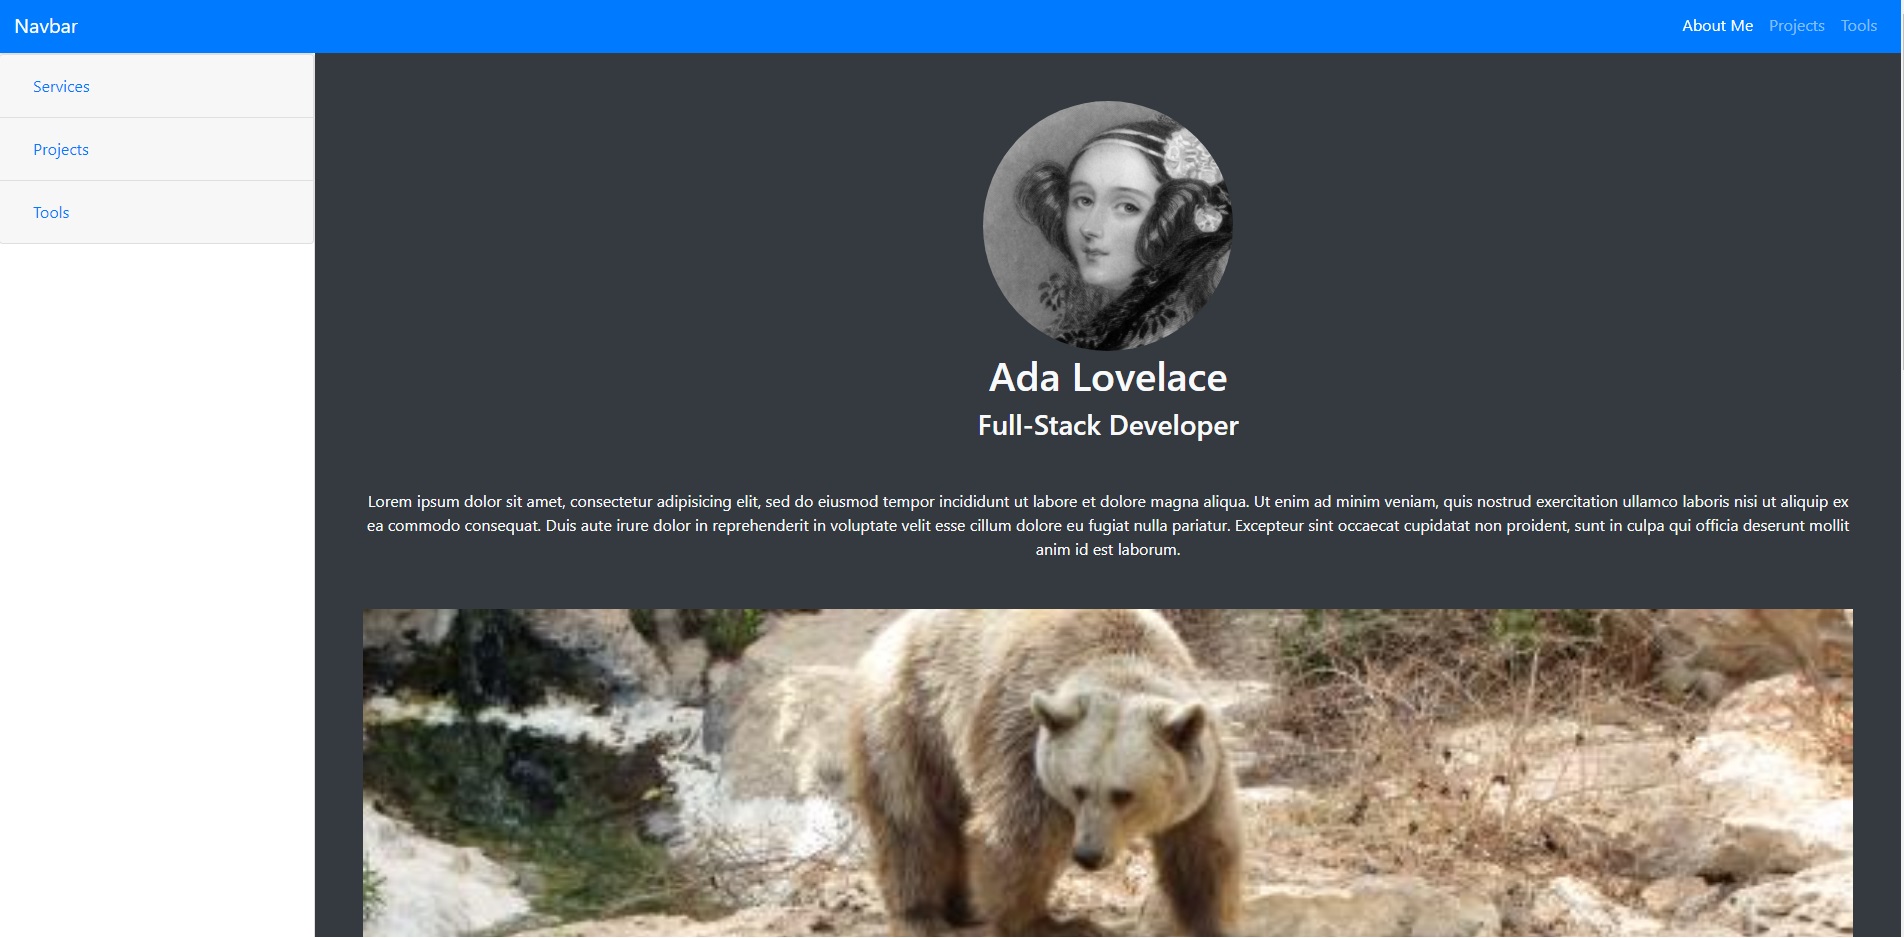 Navbar
About Me Projects Tools
Services
Projects
Tools
Ada Lovelace
Full-Stack Developer
Lorem ipsum dolor sit amet, consectetur adipisicing elit, sed do eiusmod tempor incididunt ut labore et dolore magna aliqua. Ut enim ad minim veniam, quis nostrud exercitation ullamco laboris nisi ut aliquip ex
ea commodo consequat. Duis aute irure dolor in reprehenderit in voluptate velit esse cillum dolore eu fugiat nulla pariatur. Excepteur sint occaecat cupidatat non proident, sunt in culpa qui officia deserunt mollit
anim id est laborum.